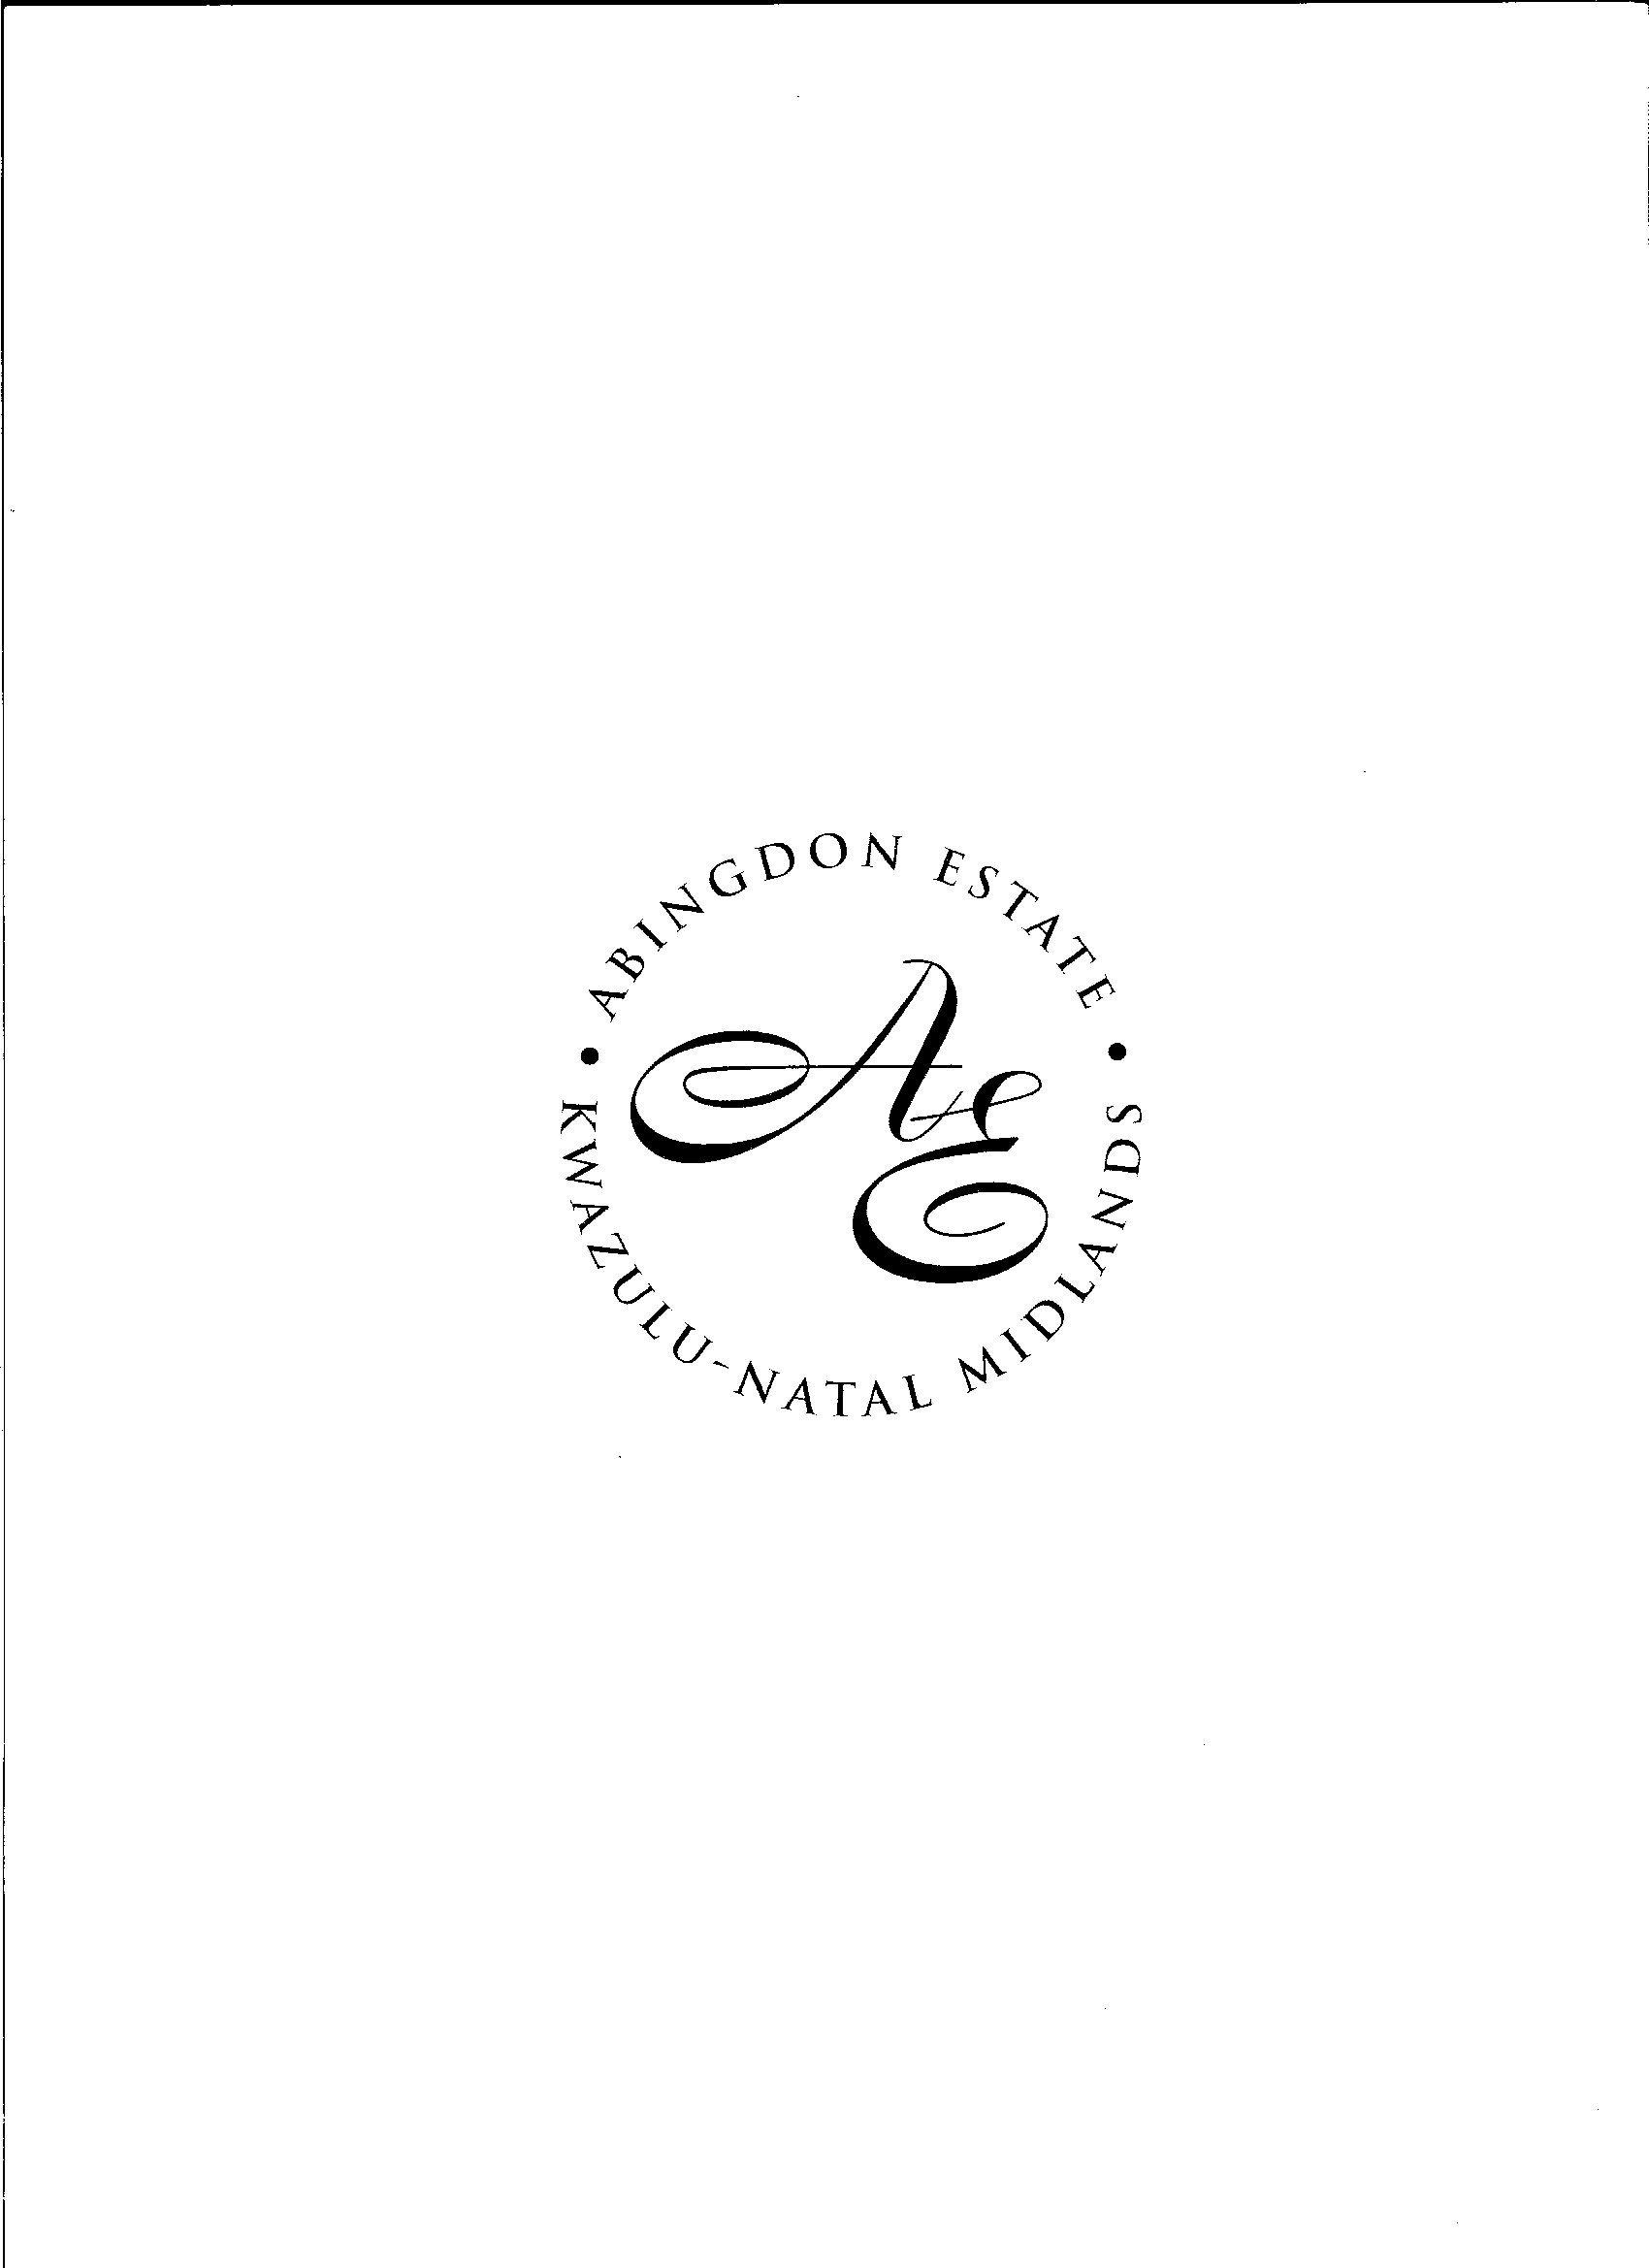 • ABINGDON ESTATE •
AE
KWAZULU-NATAL MIDLANDS